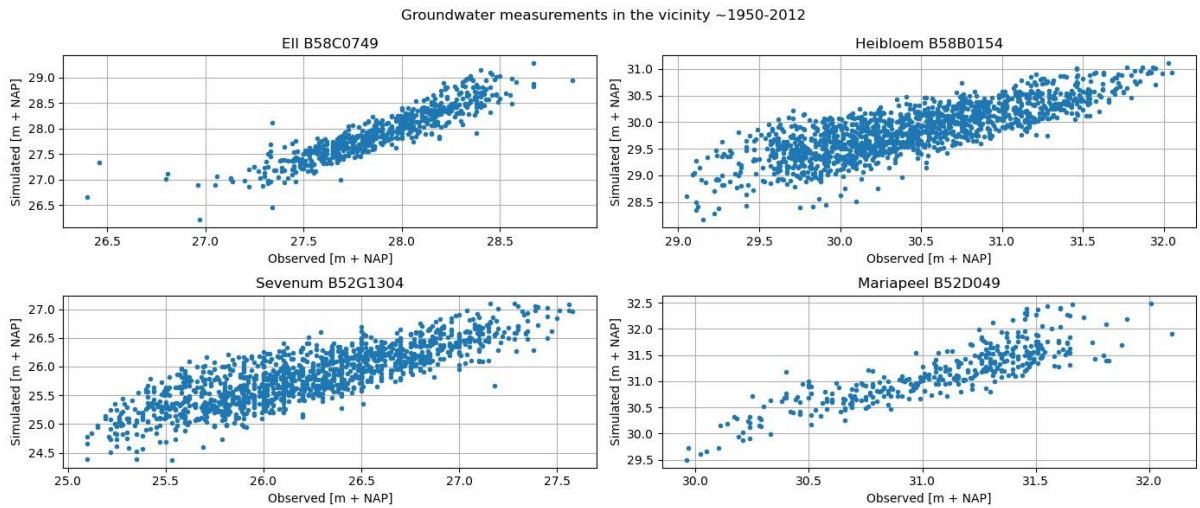 Groundwater measurements in the vicinity ~1950-2012
Ell B58C0749
Simulated [m + NAP]
29.0
28.5
28.0
27.5
27.0
26.5
26.5 27.0 27.5 28.0 28.5
Observed [m + NAP]
Heibloem B58B0154
Simulated [m + NAP]
31.0
30.5
30.0
29.5
29.0
28.5
29.0 29.5 30.0 30.5 31.0 31.5 32.0
Observed [m + NAP]
Sevenum B52G1304
Simulated [m + NAP]
27.0
26.5
26.0
25.5
25.0
24.5
25.0 25.5 26.0 26.5 27.0 27.5
Observed [m + NAP]
Mariapeel B52D049
Simulated [m + NAP]
32.5
32.0
31.5
31.0
30.5
30.0
29.5
30.0 30.5 31.0 31.5 32.0
Observed [m + NAP]